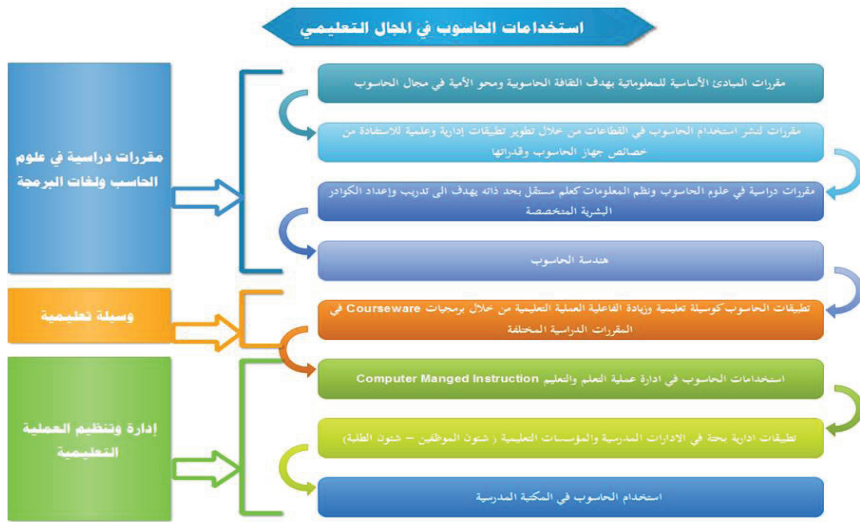 استخدامات الحاسوب في المجال التعليمي
مقررات دراسية في علوم
الحاسب ولغات البرمجة
مقررات المبادئ الأساسية للمعلوماتية بهدف الثقافة الحاسوبية ومحو الأمية في مجال الحاسوب
مقررات لنشر استخدام الحاسوب في القطاعات من خلال تطوير تطبيقات إدارية وعلمية للاستفادة من
خصائص جهاز الحاسوب وقدراتها
مقررات دراسية في علوم الحاسوب ونظم المعلومات كعلم مستقل بحد ذاته يهدف الى تدريب وإعداد الكوادر
البشرية المتخصصة
هندسة الحاسوب
وسيلة تعليمية
تطبيقات الحاسوب كوسيلة تعليمية وزيادة الفاعلية العملية التعليمية من خلال برمجيات Courseware في
المقررات الدراسية المختلفة
إدارة وتنظيم العملية
التعليمية
استخدامات الحاسوب في ادارة عملية التعلم والتعليم Computer Manged Instruction
تطبيقات ادارية بحتة في الادارات المدرسية والمؤسسات التعليمية ( شئون الموظفين – شئون الطلبة)
استخدام الحاسوب في المكتبة المدرسية